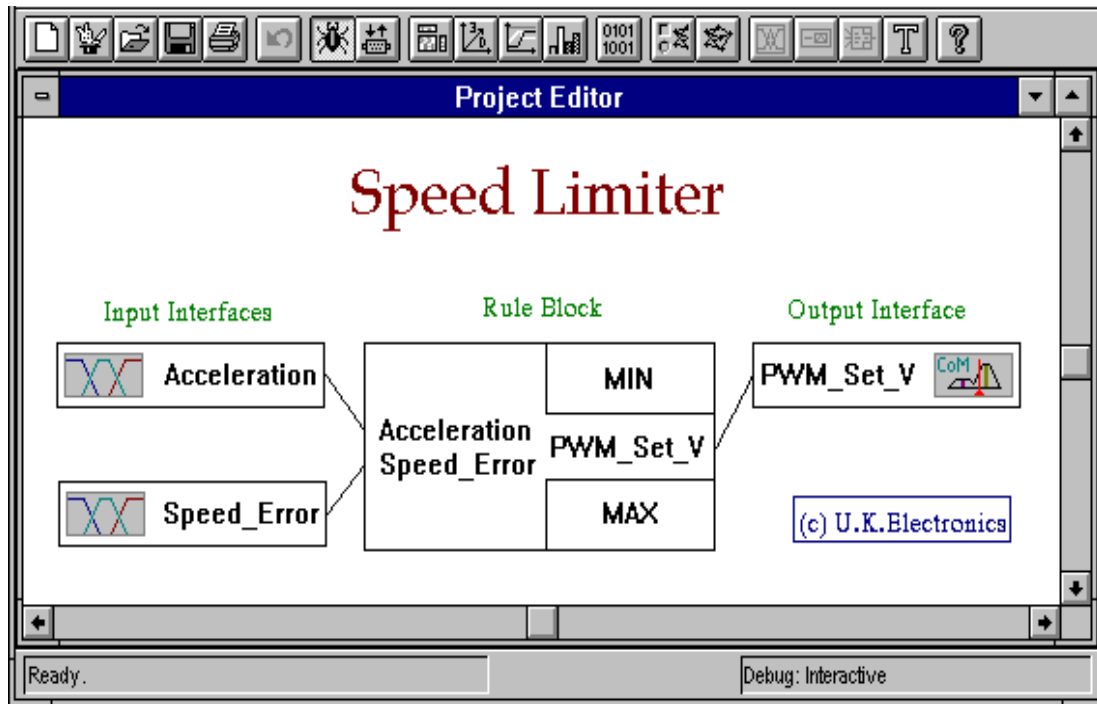 0101
1001
T
?
Project Editor
Speed Limiter
Input Interfaces
Rule Block
Output Interface
Acceleration
MIN
PWM_Set_V
CoM
Acceleration
Speed_Error
PWM_Set_V
Speed_Error
MAX
(c) U.K.Electronics
Ready.
Debug: Interactive